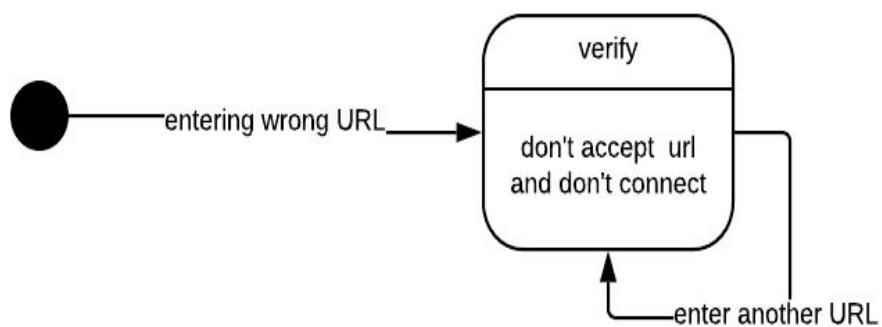 verify
entering wrong URL
don't accept url
and don't connect
enter another URL